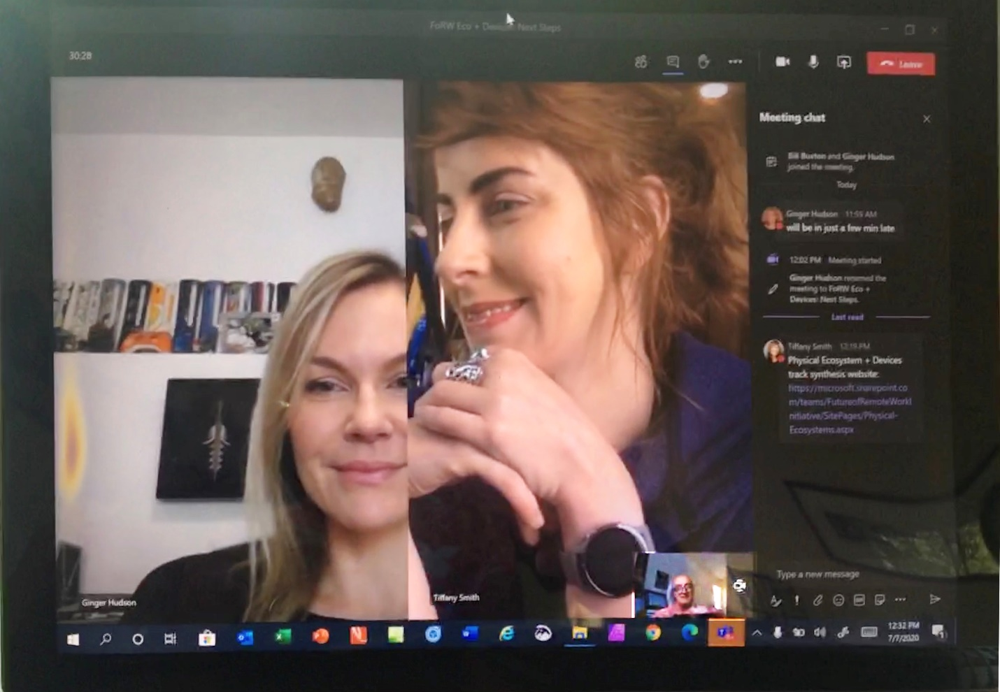 FoRW Eco + Devices: Next Steps
30:28
Leave
Meeting chat
Bill Buxton and Ginger Hudson
joined the meeting.
Today
Ginger Hudson 11:59 AM
will be in just a few min late
12:02 PM Meeting started
Ginger Hudson renamed the
meeting to FoRW Eco +
Devices: Next Steps.
Last read
Tiffany Smith 12:19 PM
Physical Ecosystem + Devices
track synthesis website:
https://microsoft.sharepoint.co
m/teams/FutureofRemoteWorkI
nitiative/SitePages/Physical-
Ecosystems.aspx
Type a new message
Ginger Hudson
Tiffany Smith
12:32 PM
7/7/2020